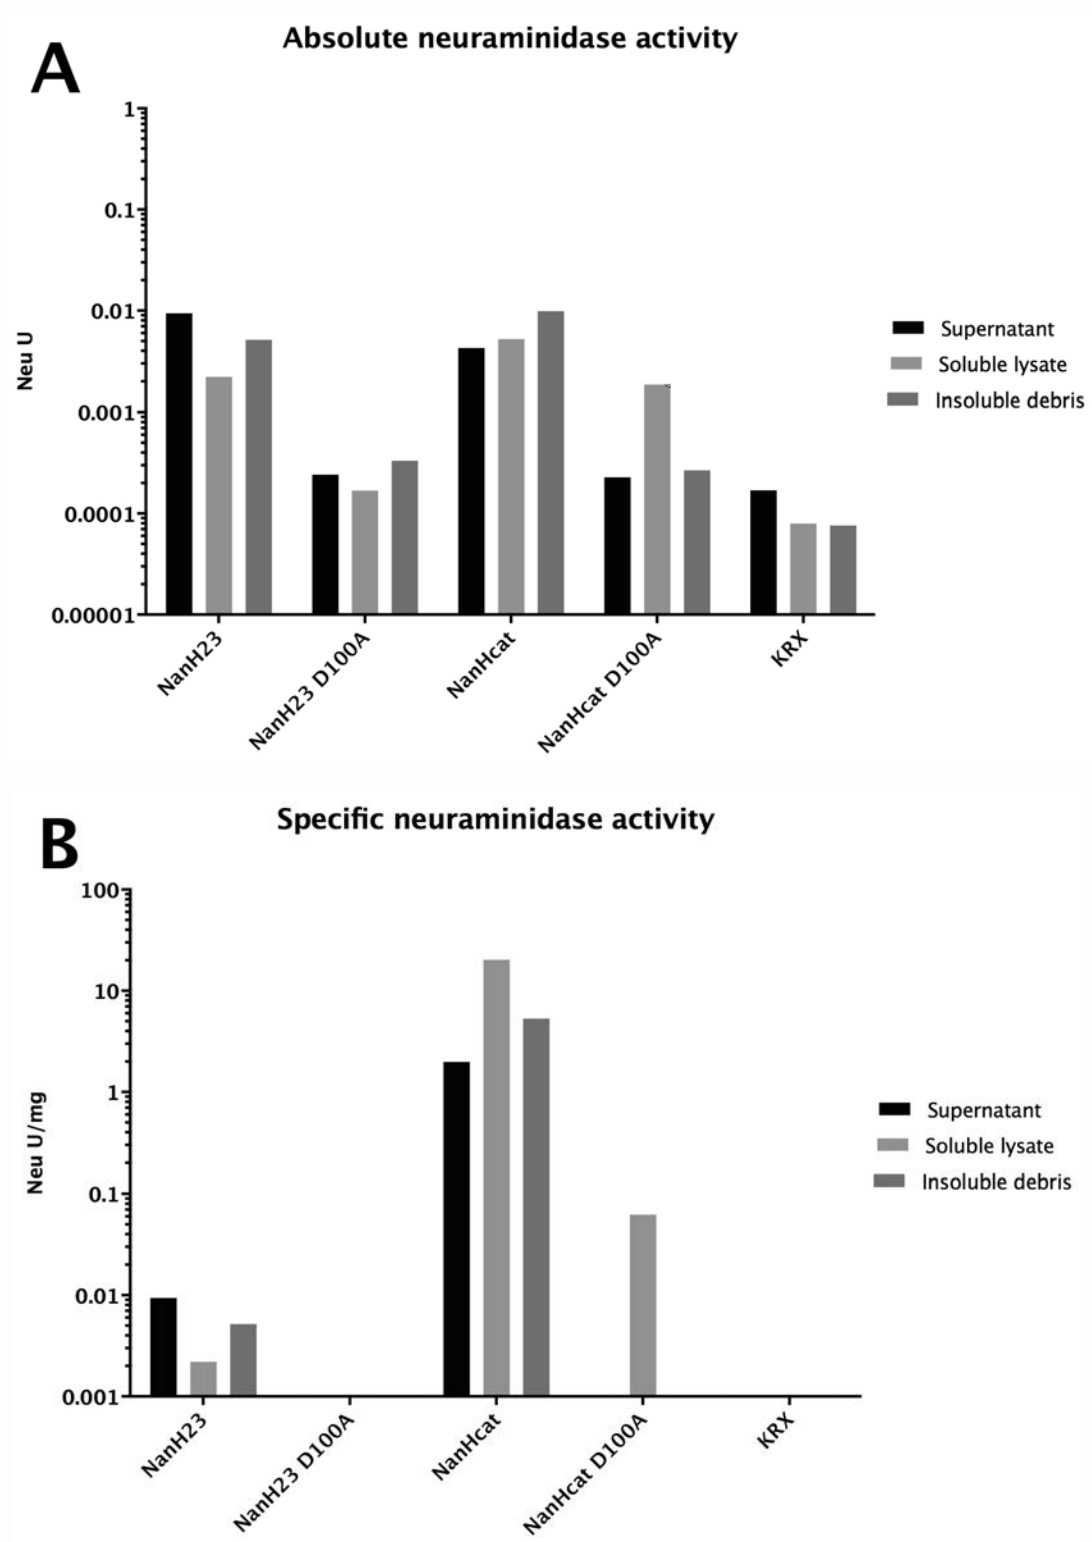 A
Absolute neuraminidase activity
Neu U
1
0.1
0.01
0.001
0.0001
0.00001
NanH23
NanH23 D100A
NanHcat
NanHcat D100A
KRX
Supernatant
Soluble lysate
Insoluble debris
B
Specific neuraminidase activity
Neu U/mg
100
10
1
0.1
0.01
0.001
NanH23
NanH23 D100A
NanHcat
NanHcat D100A
KRX
Supernatant
Soluble lysate
Insoluble debris